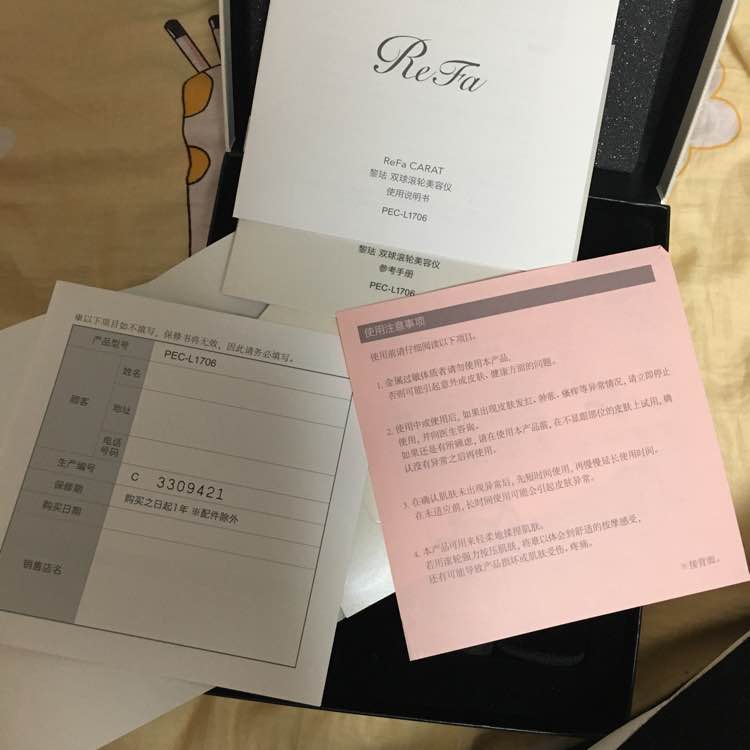 ReFa
ReFa CARAT
黎珐 双球滚轮美容仪
使用说明书
PEC-L1706
黎珐 双球滚轮美容仪
参考手册
PEC-L1706
※以下项目如不填写，保修书将无效，因此请务必填写。
产品型号 PEC-L1706
顾客
姓名
地址
电话
号码
生产编号 C 3309421
保修期 购买之日起1年 ※配件除外
购买日期
销售店名
使用注意事项
使用前请仔细阅读以下项目。
1. 金属过敏体质者请勿使用本产品，
否则可能引起意外或皮肤、健康方面的问题。
2. 使用中或使用后，如果出现皮肤发红、肿胀、瘙痒等异常情况，请立即停止
使用，并向医生咨询。
如果还是有所顾虑，请在使用本产品前，在不显眼部位的皮肤上试用，确
认没有异常之后再使用。
3. 在确认肌肤未出现异常后，先短时间使用，再慢慢延长使用时间。
在未适应前，长时间使用可能会引起皮肤异常。
4. 本产品可用来轻柔地揉捏肌肤。
若用滚轮强力按压肌肤，将难以体会到舒适的按摩感受，
还有可能导致产品损坏或肌肤受伤、疼痛。
※接背面。